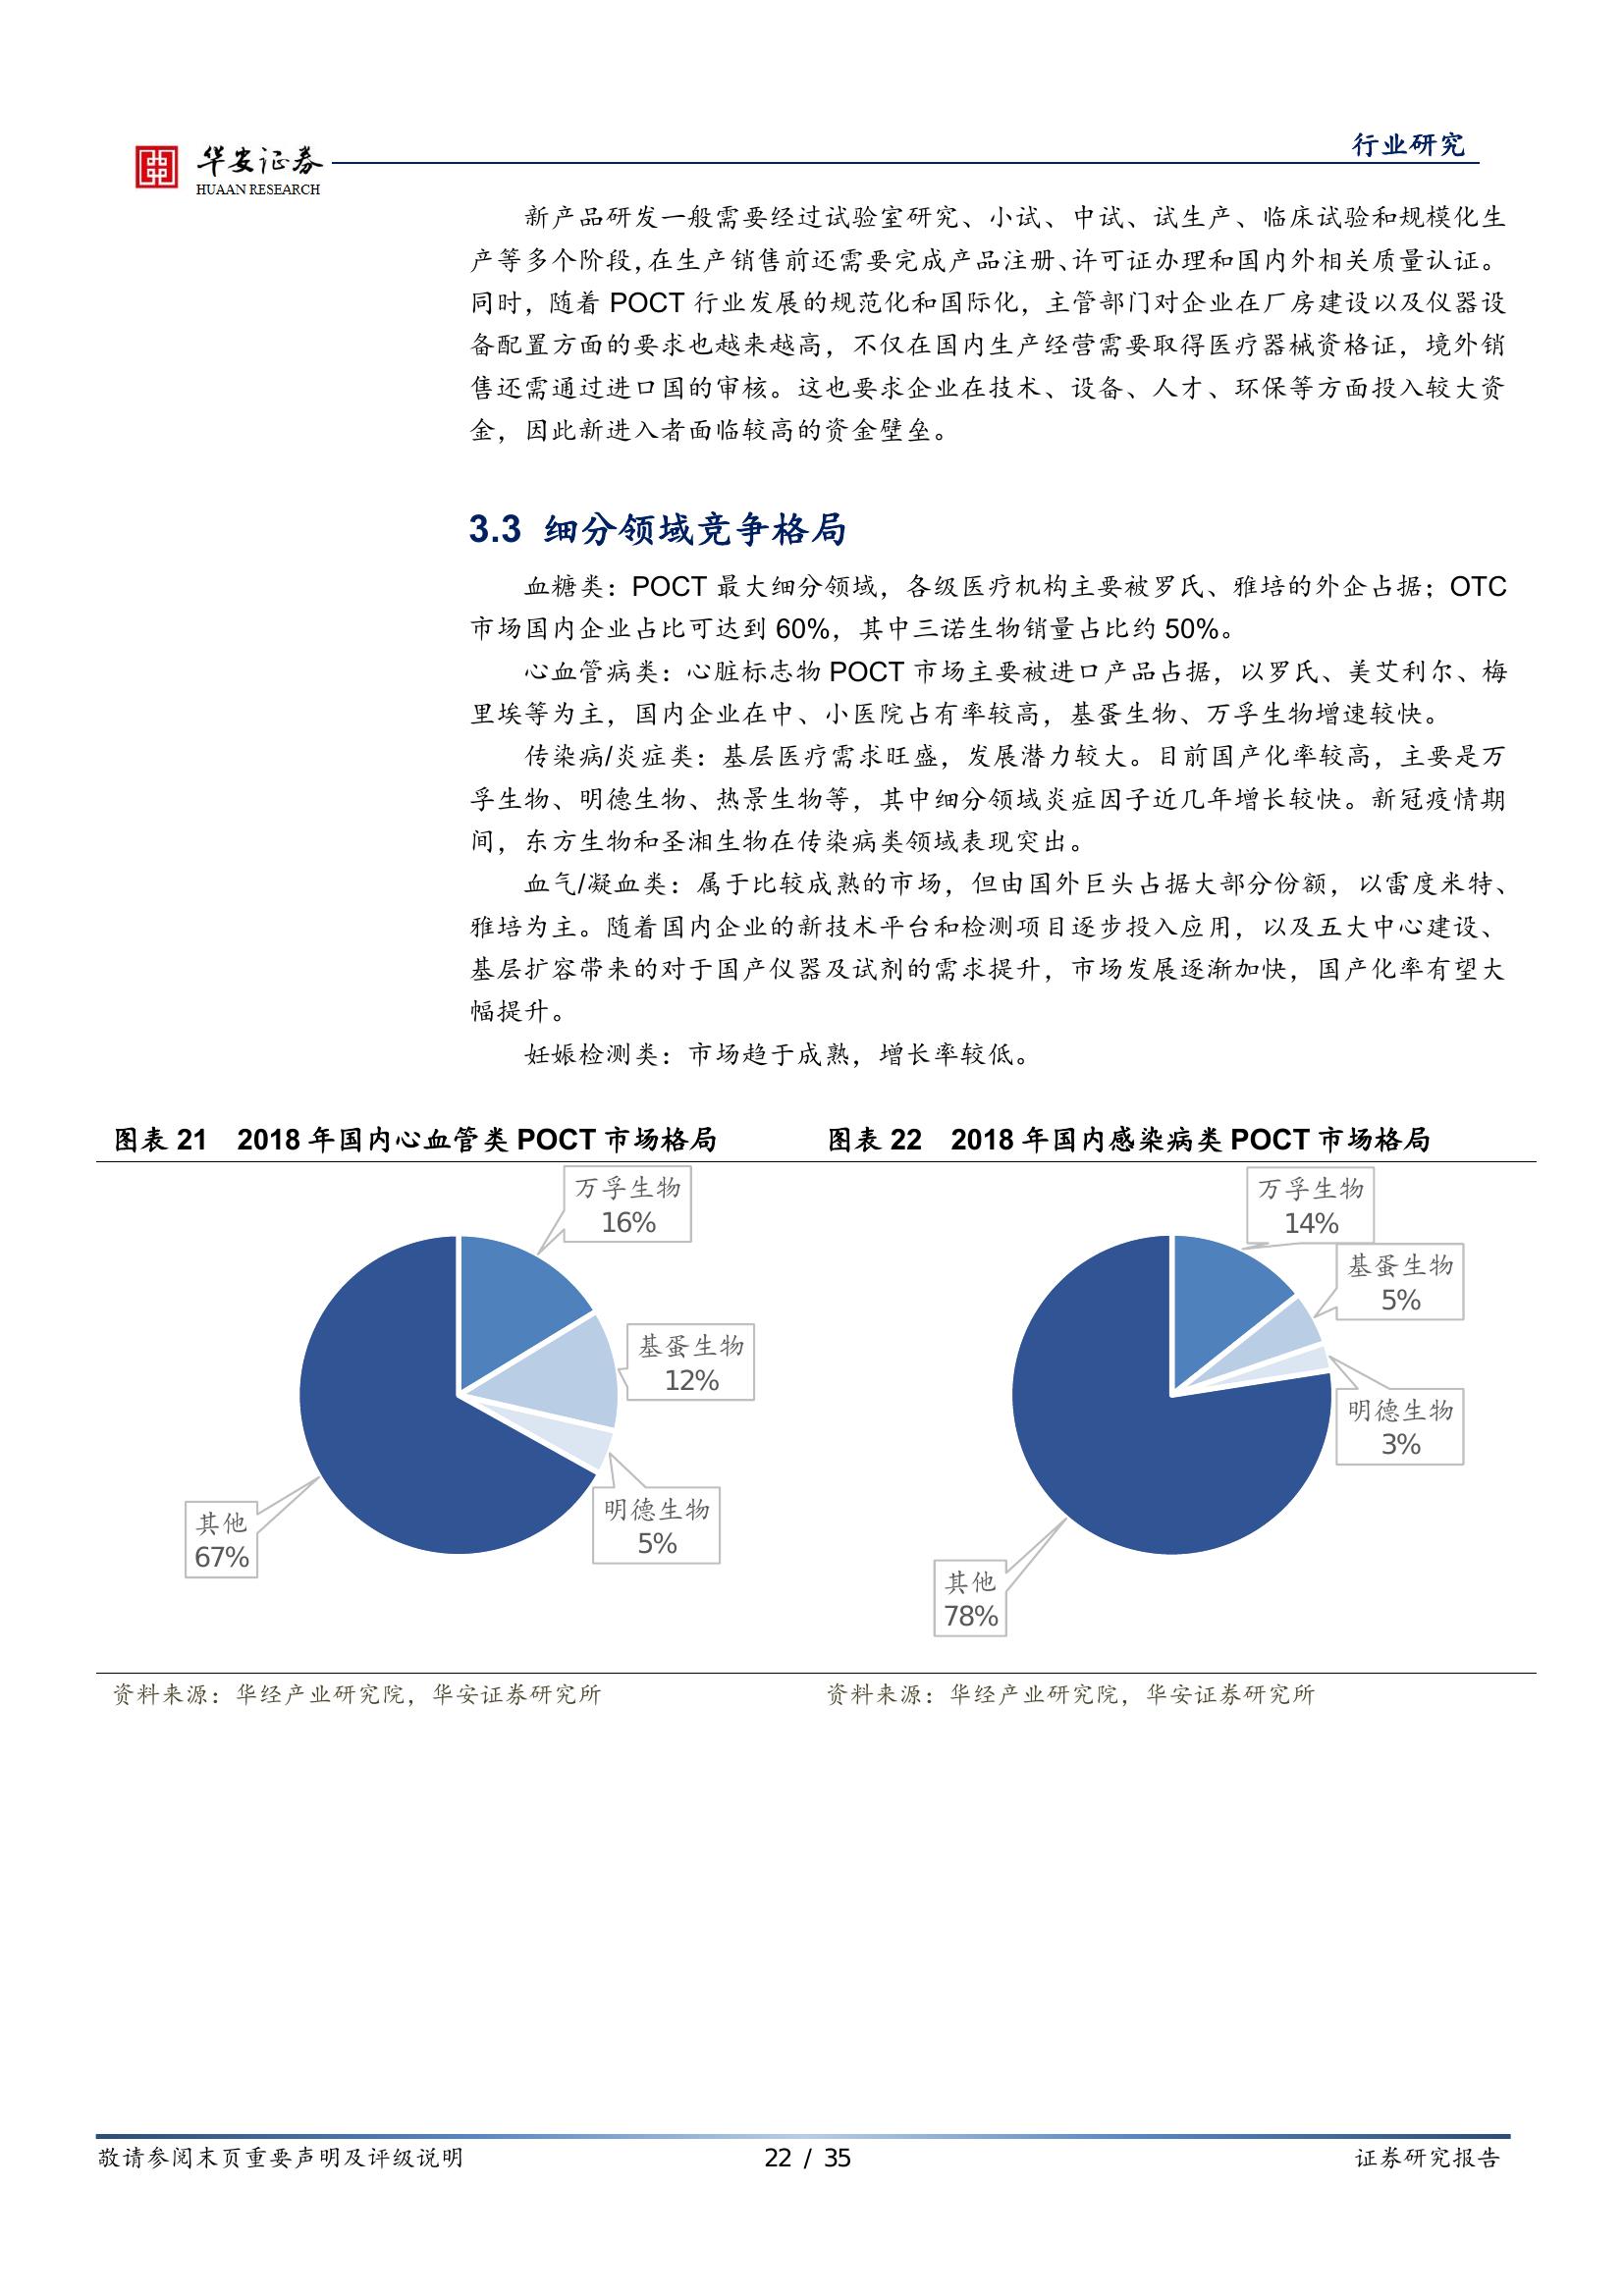 华安证券
HUAAN RESEARCH
行业研究
新产品研发一般需要经过试验室研究、小试、中试、试生产、临床试验和规模化生
产等多个阶段，在生产销售前还需要完成产品注册、许可证办理和国内外相关质量认证。
同时，随着 POCT 行业发展的规范化和国际化，主管部门对企业在厂房建设以及仪器设
备配置方面的要求也越来越高，不仅在国内生产经营需要取得医疗器械资格证，境外销
售还需通过进口国的审核。这也要求企业在技术、设备、人才、环保等方面投入较大资
金，因此新进入者面临较高的资金壁垒。
3.3 细分领域竞争格局
血糖类：POCT 最大细分领域，各级医疗机构主要被罗氏、雅培的外企占据；OTC
市场国内企业占比可达到 60%，其中三诺生物销量占比约 50%。
心血管病类：心脏标志物 POCT 市场主要被进口产品占据，以罗氏、美艾利尔、梅
里埃等为主，国内企业在中、小医院占有率较高，基蛋生物、万孚生物增速较快。
传染病/炎症类：基层医疗需求旺盛，发展潜力较大。目前国产化率较高，主要是万
孚生物、明德生物、热景生物等，其中细分领域炎症因子近几年增长较快。新冠疫情期
间，东方生物和圣湘生物在传染病类领域表现突出。
血气/凝血类：属于比较成熟的市场，但由国外巨头占据大部分份额，以雷度米特、
雅培为主。随着国内企业的新技术平台和检测项目逐步投入应用，以及五大中心建设、
基层扩容带来的对于国产仪器及试剂的需求提升，市场发展逐渐加快，国产化率有望大
幅提升。
妊娠检测类：市场趋于成熟，增长率较低。
图表 21 2018 年国内心血管类 POCT 市场格局
万孚生物
16%
基蛋生物
12%
明德生物
5%
其他
67%
资料来源：华经产业研究院，华安证券研究所
图表 22 2018 年国内感染病类 POCT 市场格局
万孚生物
14%
基蛋生物
5%
明德生物
3%
其他
78%
资料来源：华经产业研究院，华安证券研究所
敬请参阅末页重要声明及评级说明
22 / 35
证券研究报告